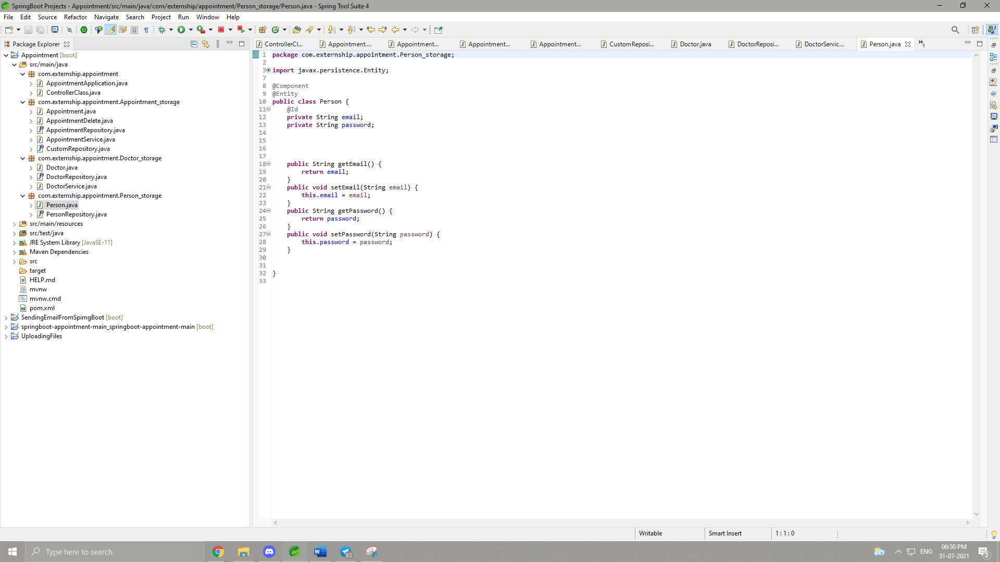 SpringBoot Projects - Appointment/src/main/java/com/externship/appointment/Person_storage/Person.java - Spring Tool Suite 4
File Edit Source Refactor Navigate Search Project Run Window Help
Package Explorer
Appointment [boot]
src/main/java
com.externship.appointment
AppointmentApplication.java
ControllerClass.java
com.externship.appointment.Appointment_storage
Appointment.java
AppointmentDelete.java
AppointmentRepository.java
AppointmentService.java
CustomRepository.java
com.externship.appointment.Doctor_storage
Doctor.java
DoctorRepository.java
DoctorService.java
com.externship.appointment.Person_storage
Person.java
PersonRepository.java
src/main/resources
src/test/java
JRE System Library [JavaSE-11]
Maven Dependencies
src
target
HELP.md
mvnw
mvnw.cmd
pom.xml
SendingEmailFromSpirngBoot [boot]
springboot-appointment-main_springboot-appointment-main [boot]
UploadingFiles
ControllerCl... Appointment.... Appointment... Appointment... Appointment... CustomReposi... Doctor.java DoctorReposi... DoctorServic... Person.java »1
1 package com.externship.appointment.Person_storage;
2
3 import javax.persistence.Entity;
7
8 @Component
9 @Entity
10 public class Person {
11 @Id
12 private String email;
13 private String password;
14
15
16
17
18 public String getEmail() {
19 return email;
20 }
21 public void setEmail(String email) {
22 this.email = email;
23 }
24 public String getPassword() {
25 return password;
26 }
27 public void setPassword(String password) {
28 this.password = password;
29 }
30
31
32 }
33
Writable Smart Insert 1 : 1 : 0
Type here to search
60
ENG
06:50 PM
31-07-2021
2